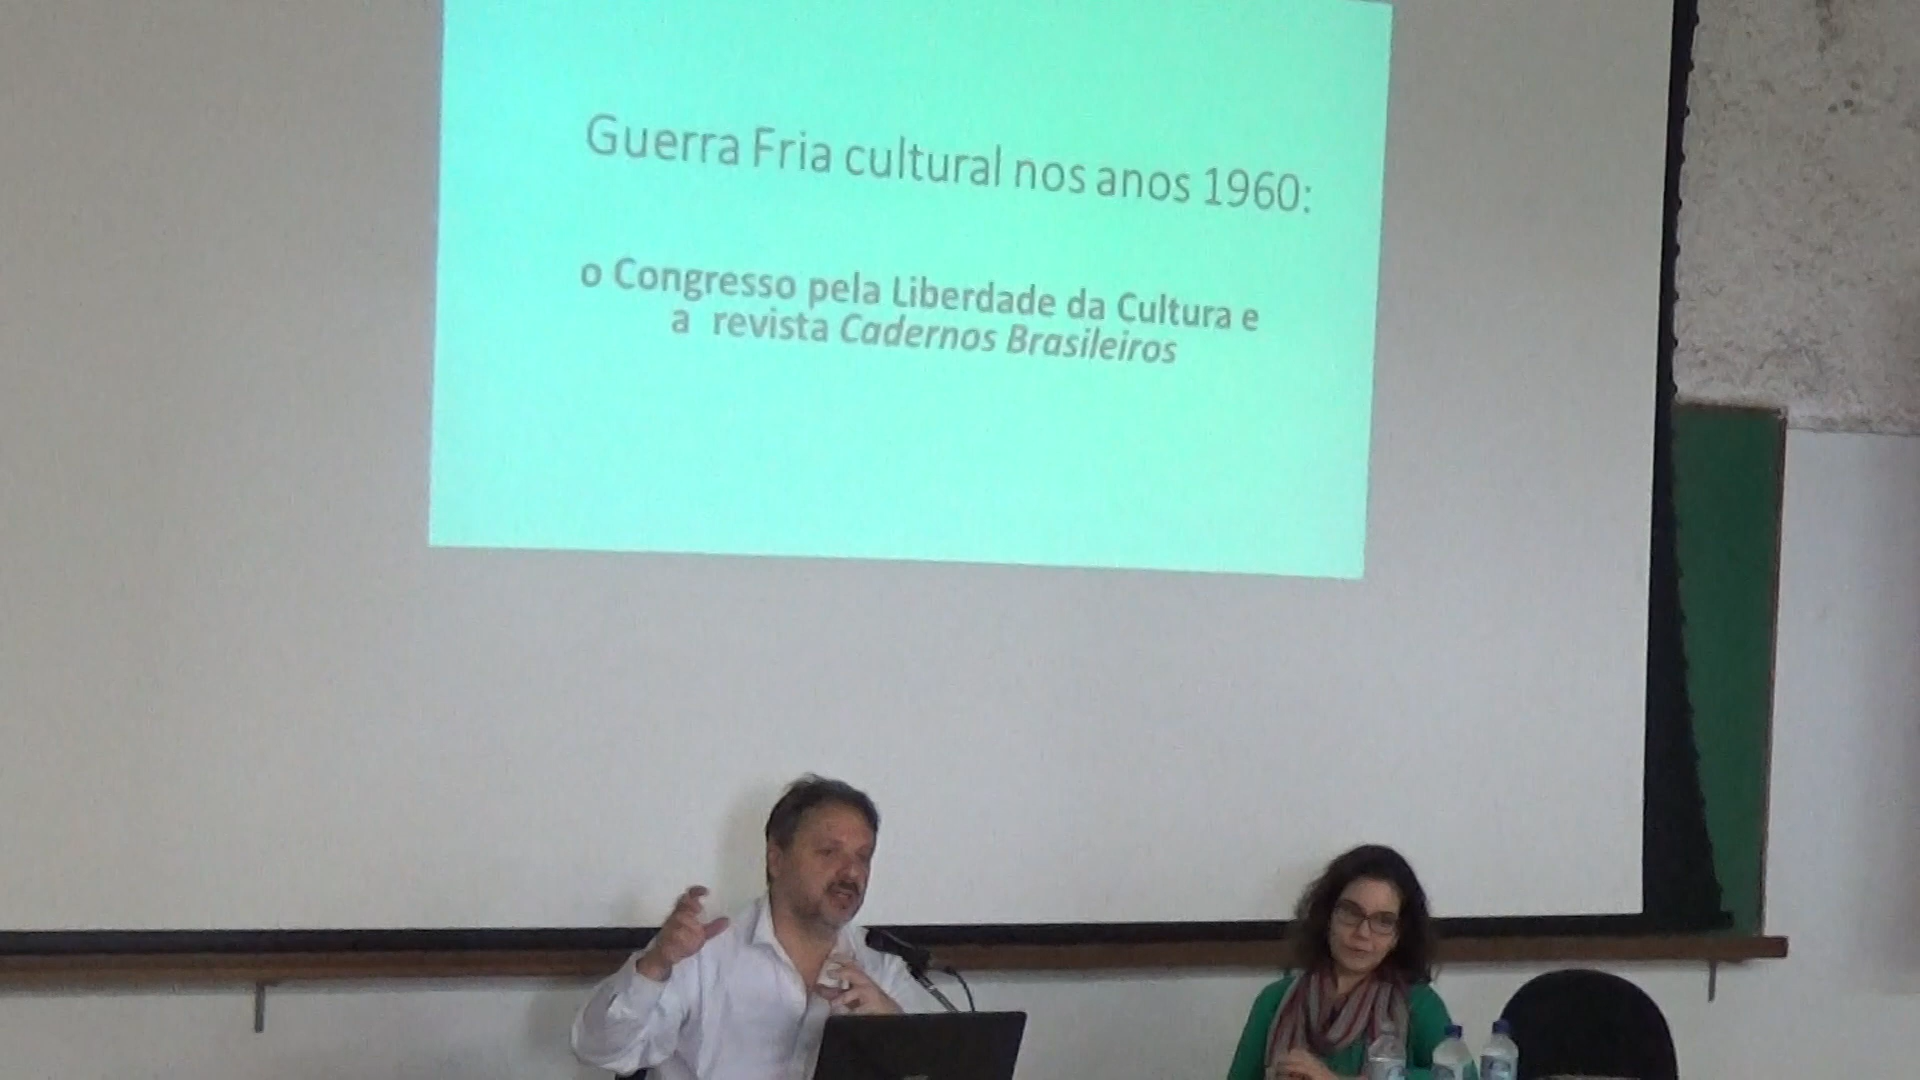 Guerra Fria cultural nos anos 1960:
o Congresso pela Liberdade da Cultura e
a revista Cadernos Brasileiros